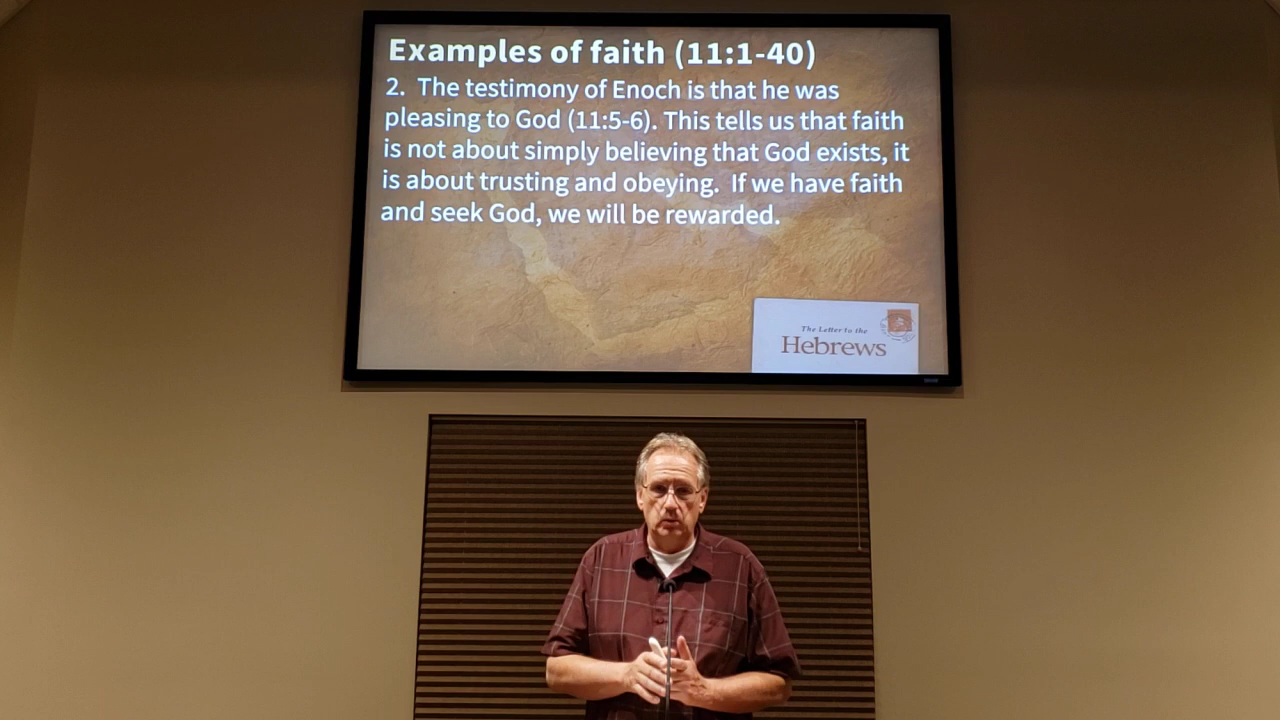 Examples of faith (11:1-40)
2. The testimony of Enoch is that he was
pleasing to God (11:5-6). This tells us that faith
is not about simply believing that God exists, it
is about trusting and obeying. If we have faith
and seek God, we will be rewarded.
The Letter to the
Hebrews